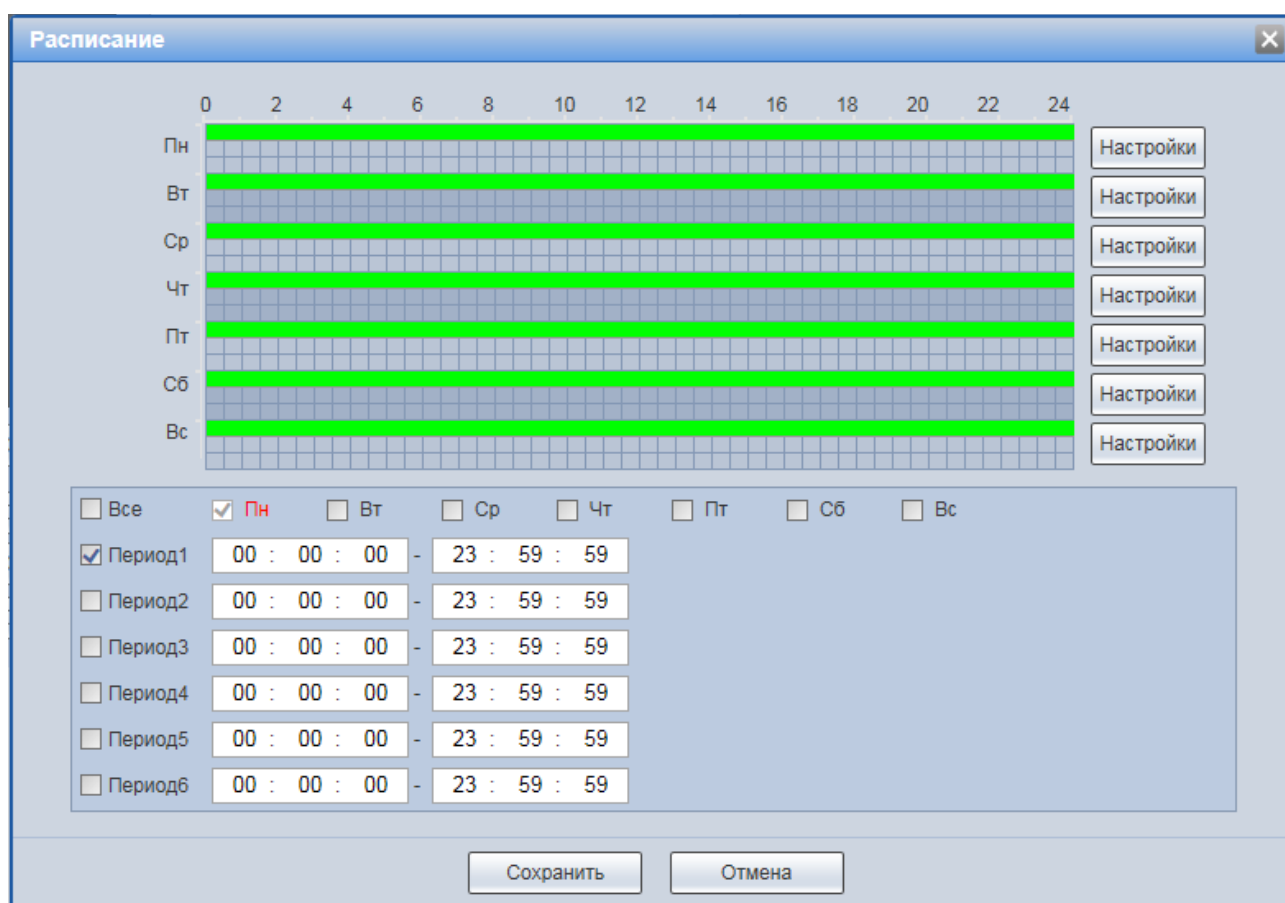 Расписание
0 2 4 6 8 10 12 14 16 18 20 22 24
Пн Настройки
Вт Настройки
Ср Настройки
Чт Настройки
Пт Настройки
Сб Настройки
Вс Настройки
Все Пн Вт Ср Чт Пт Сб Вс
Период1 00 : 00 : 00 - 23 : 59 : 59
Период2 00 : 00 : 00 - 23 : 59 : 59
Период3 00 : 00 : 00 - 23 : 59 : 59
Период4 00 : 00 : 00 - 23 : 59 : 59
Период5 00 : 00 : 00 - 23 : 59 : 59
Период6 00 : 00 : 00 - 23 : 59 : 59
Сохранить Отмена